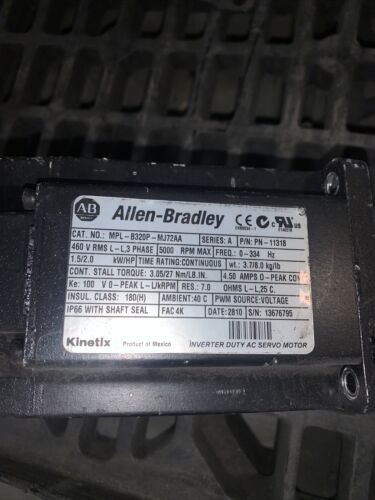 AB Allen-Bradley CE C UL US
CAT. NO.: MPL-B320P-MJ72AA SERIES: A P/N: PN-11318
460 V RMS L-L,3 PHASE 5000 RPM MAX FREQ.: 0-334 Hz
1.5/2.0 kW/HP TIME RATING:CONTINUOUS wt.: 3.7/8.0 kg/lb
CONT. STALL TORQUE: 3.05/27 Nm/LB.IN. 4.50 AMPS O-PEAK CO
Ke: 100 V O-PEAK L-L/kRPM RES: 7.0 OHMS L-L,25 C.
INSUL CLASS: 180(H) AMBIENT:40 C PWM SOURCE:VOLTAGE
IP66 WITH SHAFT SEAL FAC 4K DATE: 2810 S/N: 13676795
Kinetix Product of Mexico INVERTER DUTY AC SERVO MOTOR